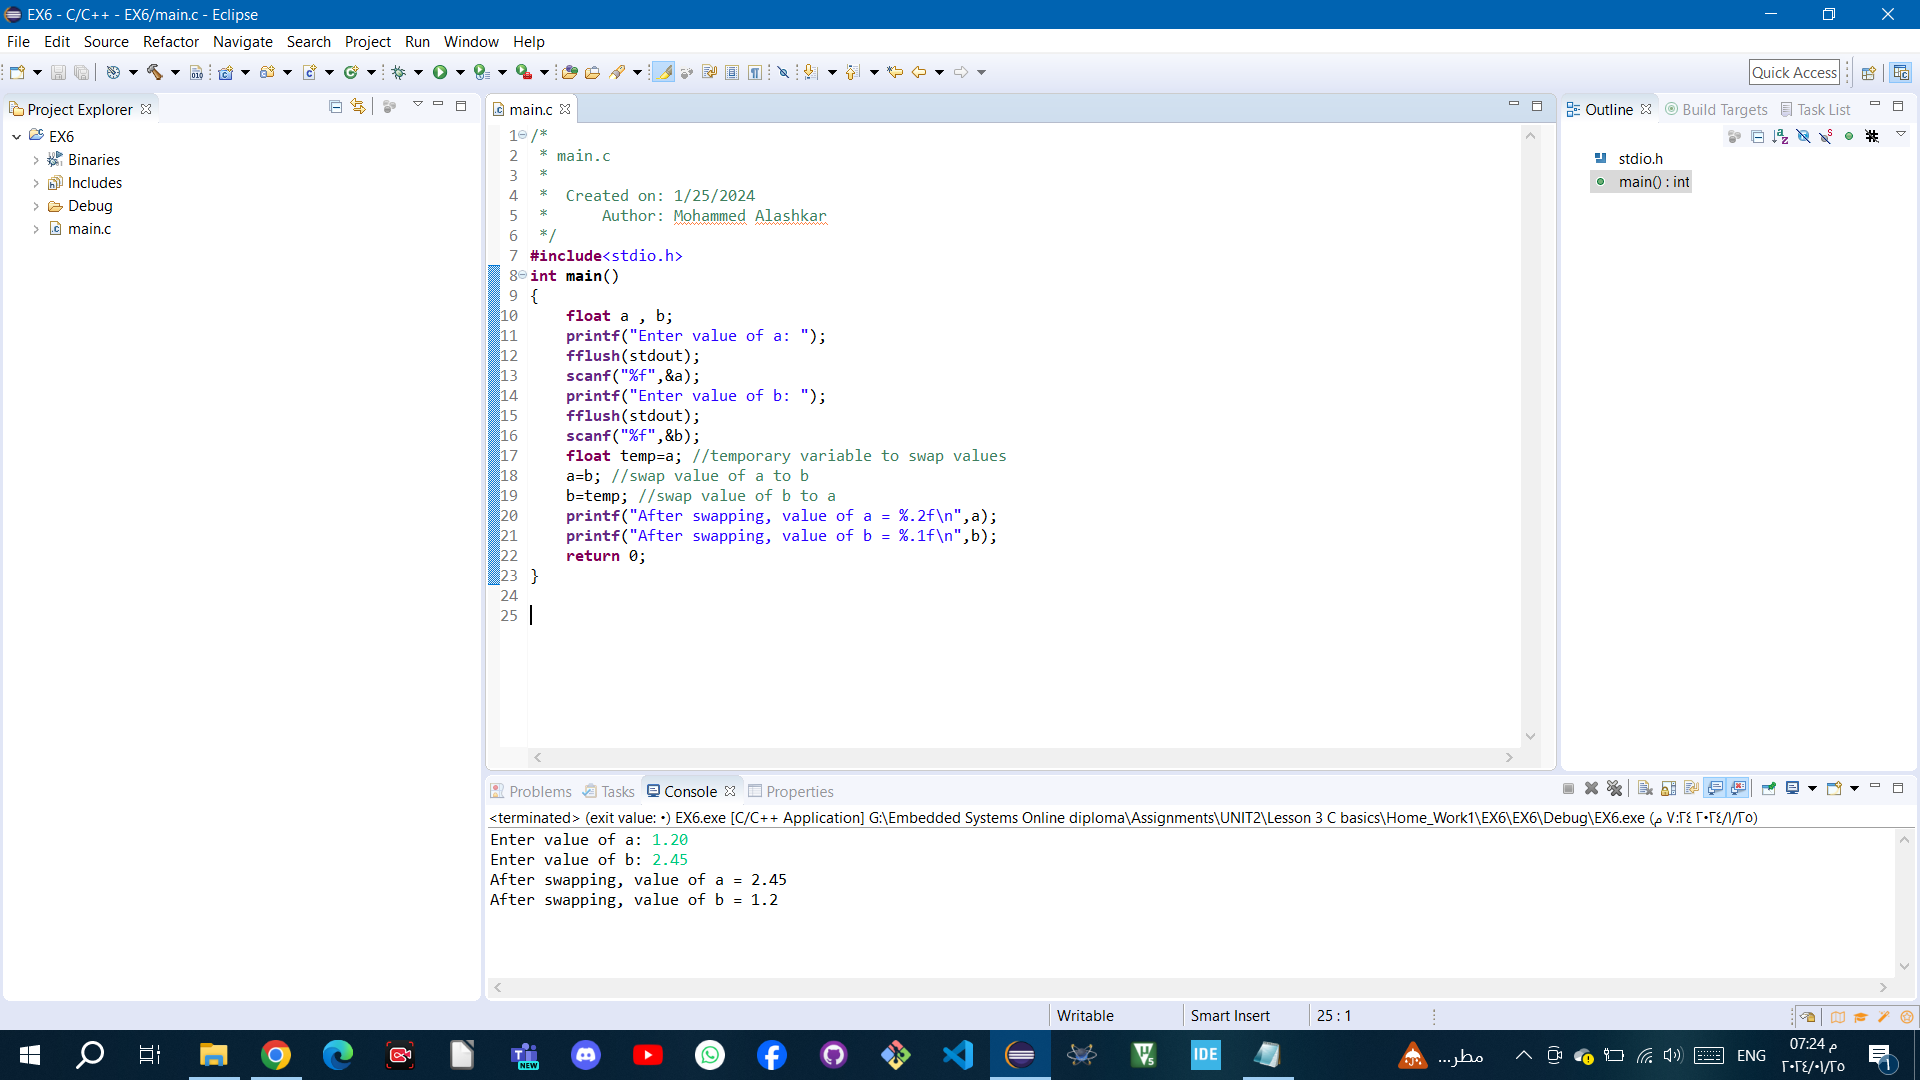 EX6 - C/C++ - EX6/main.c - Eclipse
File Edit Source Refactor Navigate Search Project Run Window Help
Quick Access
Project Explorer
EX6
Binaries
Includes
Debug
main.c
main.c
1 /*
2  * main.c
3  *
4  *  Created on: 1/25/2024
5  *      Author: Mohammed Alashkar
6  */
7 #include<stdio.h>
8 int main()
9 {
10     float a , b;
11     printf("Enter value of a: ");
12     fflush(stdout);
13     scanf("%f",&a);
14     printf("Enter value of b: ");
15     fflush(stdout);
16     scanf("%f",&b);
17     float temp=a; //temporary variable to swap values
18     a=b; //swap value of a to b
19     b=temp; //swap value of b to a
20     printf("After swapping, value of a = %.2f\n",a);
21     printf("After swapping, value of b = %.1f\n",b);
22     return 0;
23 }
24
25
Outline Build Targets Task List
stdio.h
main() : int
Problems Tasks Console Properties
<terminated> (exit value: ٠) EX6.exe [C/C++ Application] G:\Embedded Systems Online diploma\Assignments\UNIT2\Lesson 3 C basics\Home_Work1\EX6\EX6\Debug\EX6.exe (٢٠٢٤/١/٢٥ ٧:٢٤ م)
Enter value of a: 1.20
Enter value of b: 2.45
After swapping, value of a = 2.45
After swapping, value of b = 1.2
Writable Smart Insert 25 : 1
NEW
IDE
مطر...
ENG
07:24 م
٢٠٢٤/٠١/٢٥
١